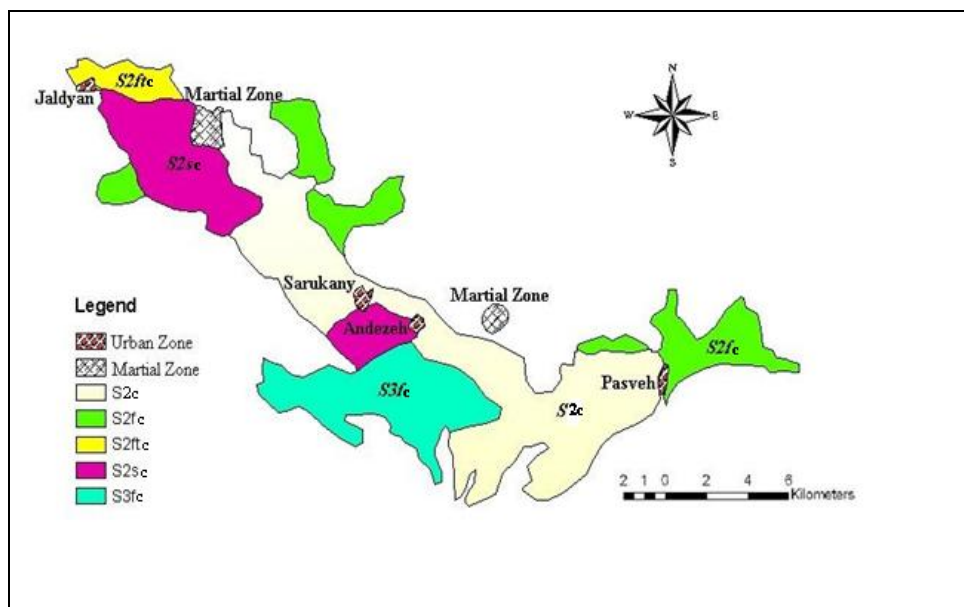 S2ftc
Jaldyan
Martial Zone
S2sc
N
W
E
S
Sarukany
Martial Zone
Andezeh
S3fc
S2fc
Pasveh
S2c
Legend
Urban Zone
Martial Zone
S2c
S2fc
S2ftc
S2sc
S3fc
2 1 0 2 4 6
Kilometers